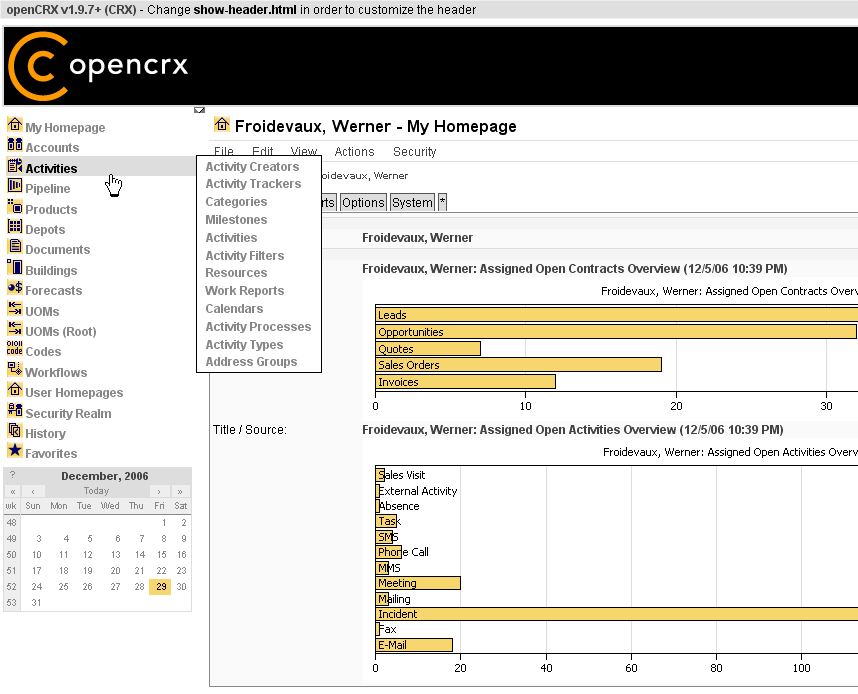 openCRX v1.9.7+ (CRX) - Change show-header.html in order to customize the header
opencrx
My Homepage
Accounts
Activities
Pipeline
Products
Depots
Documents
Buildings
Forecasts
UOMs
UOMs (Root)
Codes
Workflows
User Homepages
Security Realm
History
Favorites
? December, 2006
« ‹ Today › »
wk Sun Mon Tue Wed Thu Fri Sat
48 1 2
49 3 4 5 6 7 8 9
50 10 11 12 13 14 15 16
51 17 18 19 20 21 22 23
52 24 25 26 27 28 29 30
53 31
Froidevaux, Werner - My Homepage
File Edit View Actions Security
oidevaux, Werner
rts Options System *
Activity Creators
Activity Trackers
Categories
Milestones
Activities
Activity Filters
Resources
Work Reports
Calendars
Activity Processes
Activity Types
Address Groups
Froidevaux, Werner
Froidevaux, Werner: Assigned Open Contracts Overview (12/5/06 10:39 PM)
Froidevaux, Werner: Assigned Open Contracts Overv
Leads
Opportunities
Quotes
Sales Orders
Invoices
0 10 20 30
Title / Source:
Froidevaux, Werner: Assigned Open Activities Overview (12/5/06 10:39 PM)
Froidevaux, Werner: Assigned Open Activities Overv
Sales Visit
External Activity
Absence
Task
SMS
Phone Call
MMS
Meeting
Mailing
Incident
Fax
E-Mail
0 20 40 60 80 100